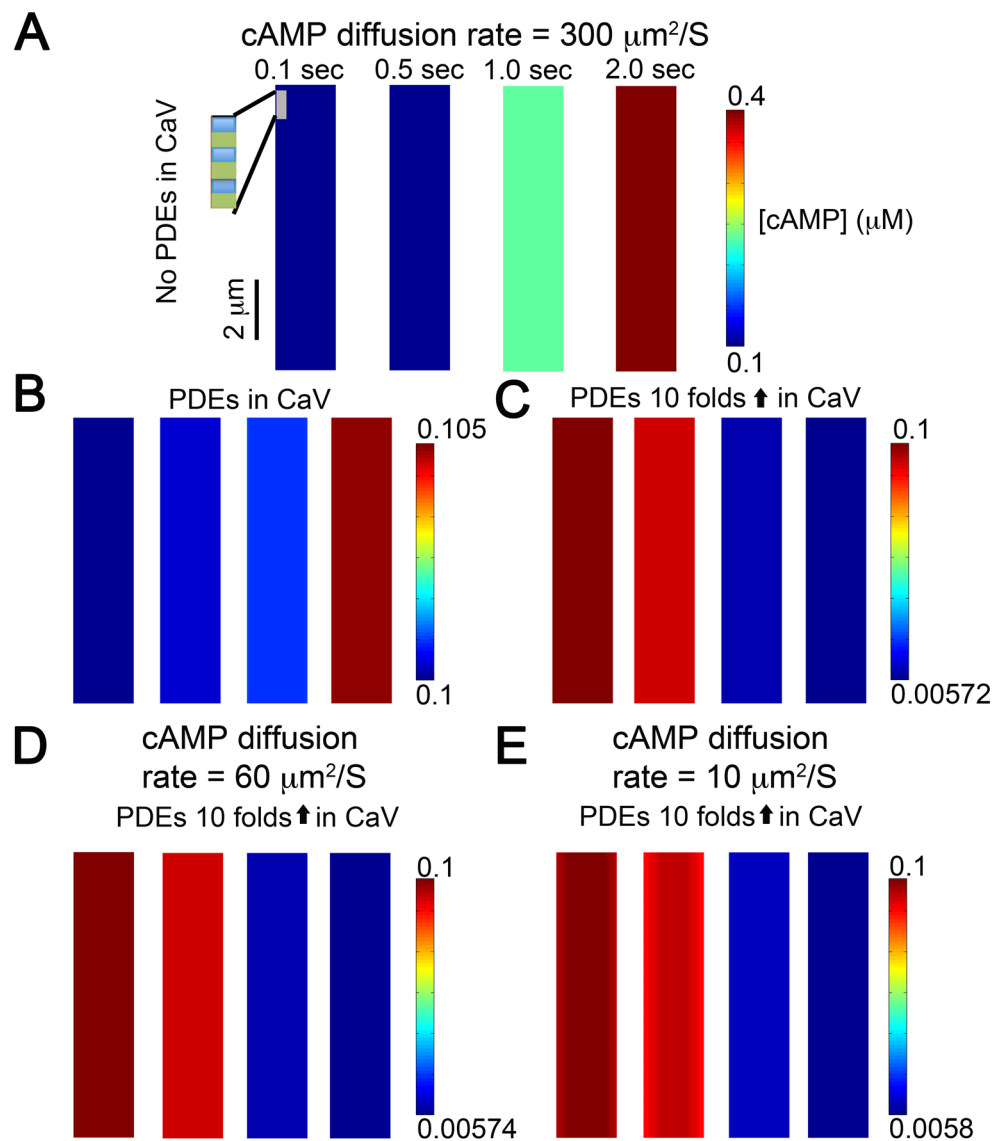 A
cAMP diffusion rate = 300 μm²/S
0.1 sec 0.5 sec 1.0 sec 2.0 sec
No PDEs in CaV
2 μm
0.4
[cAMP] (μM)
0.1
B
PDEs in CaV
0.105
0.1
C
PDEs 10 folds ⬆ in CaV
0.1
0.00572
D
cAMP diffusion
rate = 60 μm²/S
PDEs 10 folds ⬆ in CaV
0.1
0.00574
E
cAMP diffusion
rate = 10 μm²/S
PDEs 10 folds ⬆ in CaV
0.1
0.0058